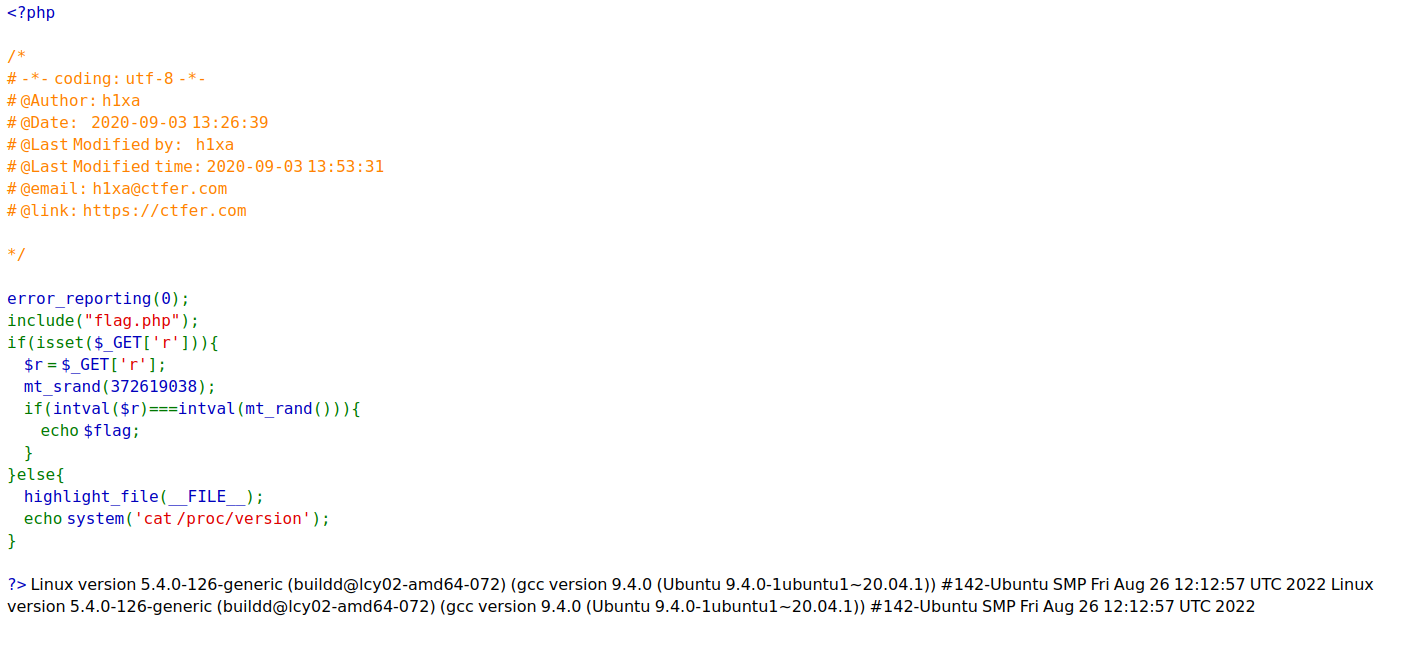 <?php
/*
# -*- coding: utf-8 -*-
# @Author: h1xa
# @Date:   2020-09-03 13:26:39
# @Last Modified by:   h1xa
# @Last Modified time: 2020-09-03 13:53:31
# @email: h1xa@ctfer.com
# @link: https://ctfer.com
*/
error_reporting(0);
include("flag.php");
if(isset($_GET['r'])){
    $r = $_GET['r'];
    mt_srand(372619038);
    if(intval($r)===intval(mt_rand())){
        echo $flag;
    }
}else{
    highlight_file(__FILE__);
    echo system('cat /proc/version');
}
?> Linux version 5.4.0-126-generic (buildd@lcy02-amd64-072) (gcc version 9.4.0 (Ubuntu 9.4.0-1ubuntu1~20.04.1)) #142-Ubuntu SMP Fri Aug 26 12:12:57 UTC 2022 Linux
version 5.4.0-126-generic (buildd@lcy02-amd64-072) (gcc version 9.4.0 (Ubuntu 9.4.0-1ubuntu1~20.04.1)) #142-Ubuntu SMP Fri Aug 26 12:12:57 UTC 2022